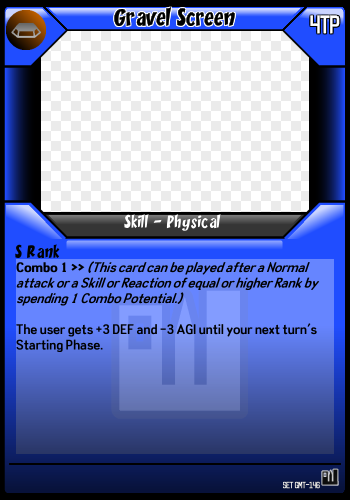 Gravel Screen
4TP
Skill - Physical
S Rank
Combo 1 >> (This card can be played after a Normal
attack or a Skill or Reaction of equal or higher Rank by
spending 1 Combo Potential.)
The user gets +3 DEF and -3 AGI until your next turn's
Starting Phase.
SET GMT-146